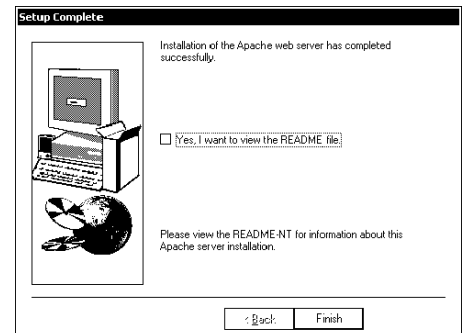 Setup Complete
Installation of the Apache web server has completed
successfully.
Yes, I want to view the README file.
Please view the README-NT for information about this
Apache server installation.
< Back
Finish